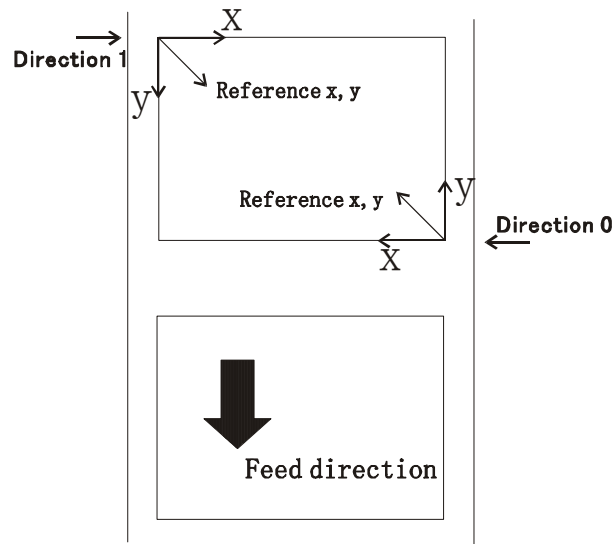 x
Direction 1
y
Reference x, y
Reference x, y
y
Direction 0
x
Feed direction